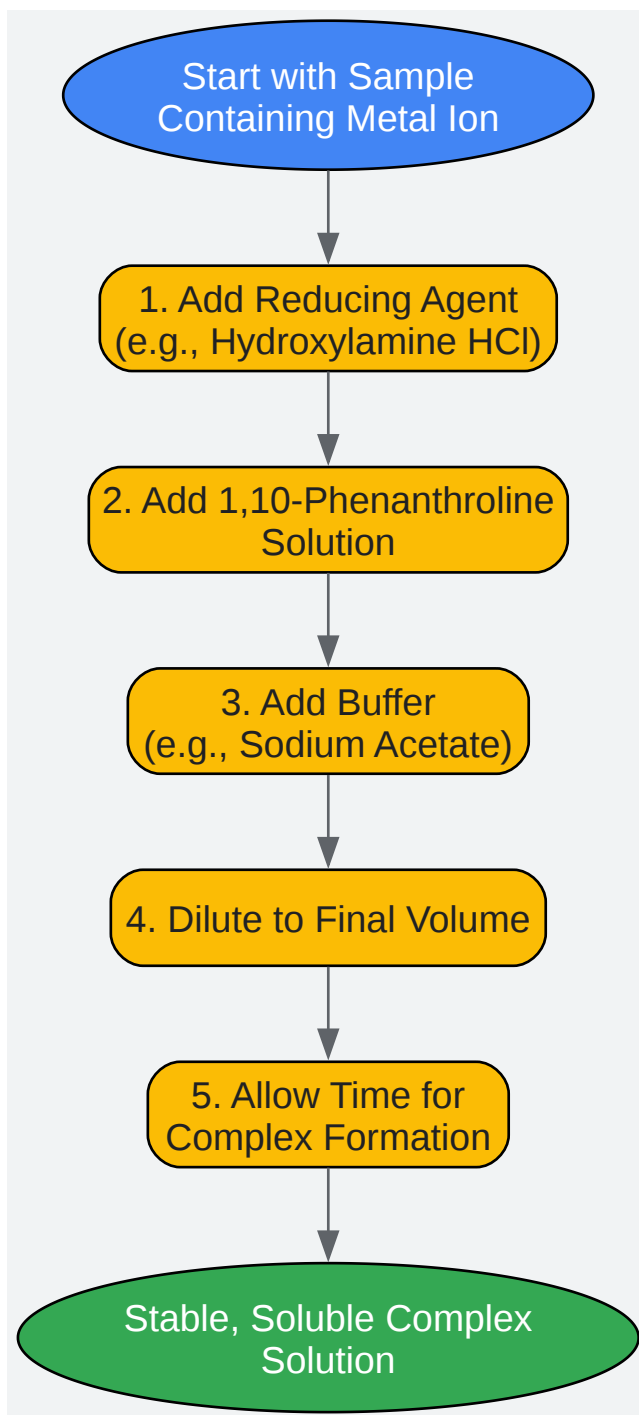 Start with Sample
Containing Metal Ion
1. Add Reducing Agent
(e.g., Hydroxylamine HCl)
2. Add 1,10-Phenanthroline
Solution
3. Add Buffer
(e.g., Sodium Acetate)
4. Dilute to Final Volume
5. Allow Time for
Complex Formation
Stable, Soluble Complex
Solution